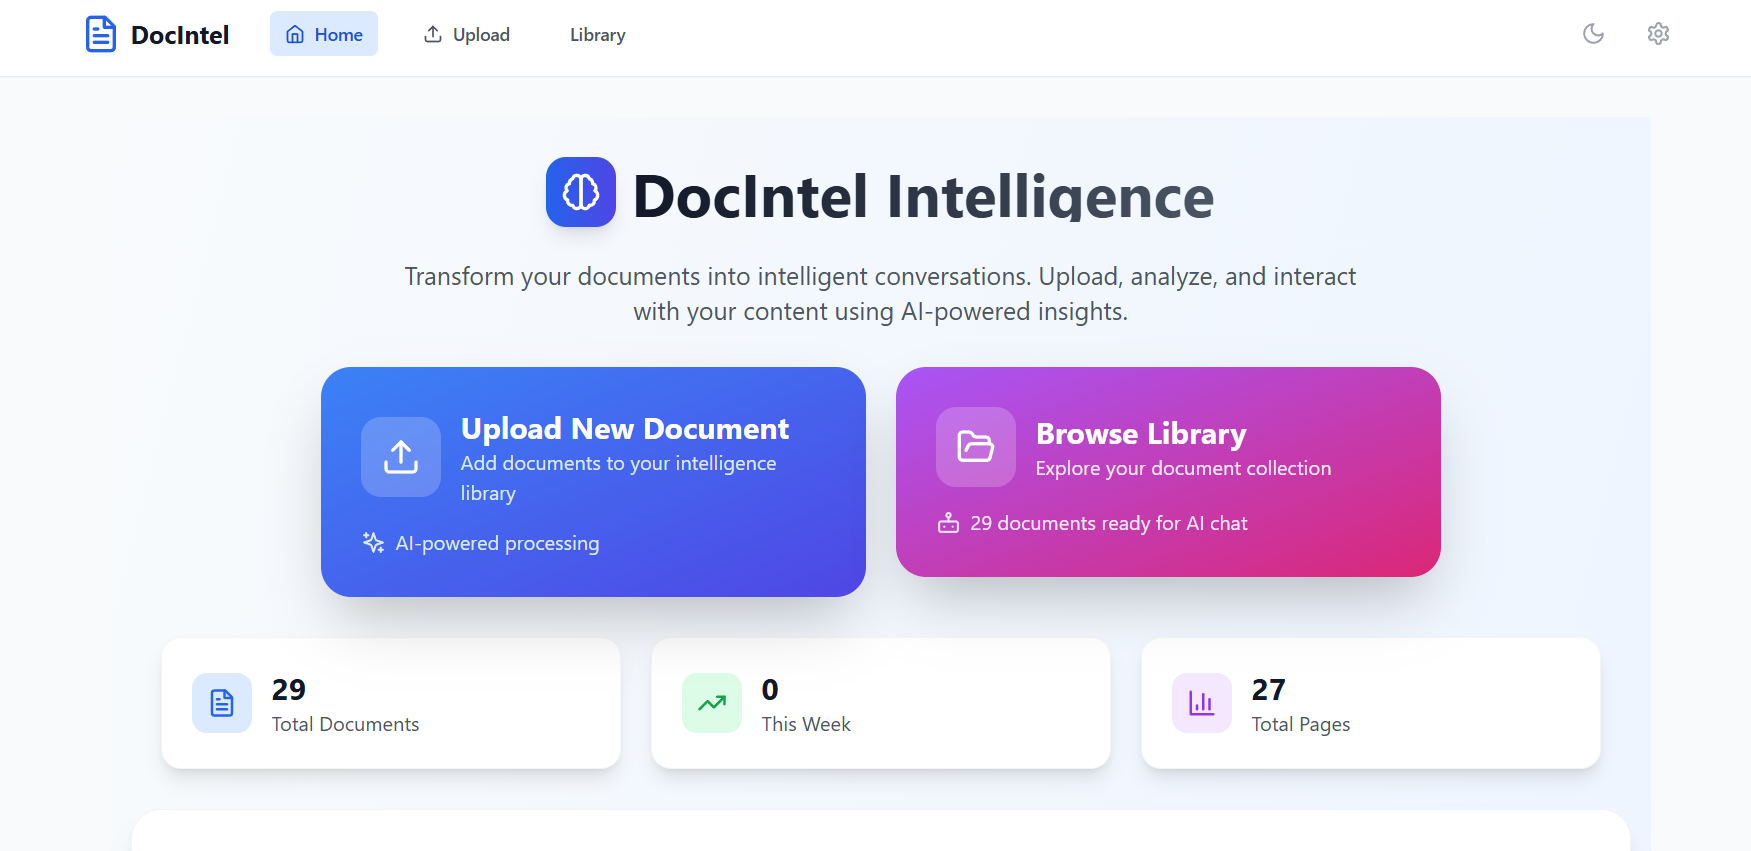 DocIntel
Home
Upload
Library
DocIntel Intelligence
Transform your documents into intelligent conversations. Upload, analyze, and interact
with your content using AI-powered insights.
Upload New Document
Add documents to your intelligence
library
AI-powered processing
Browse Library
Explore your document collection
29 documents ready for AI chat
29
Total Documents
0
This Week
27
Total Pages